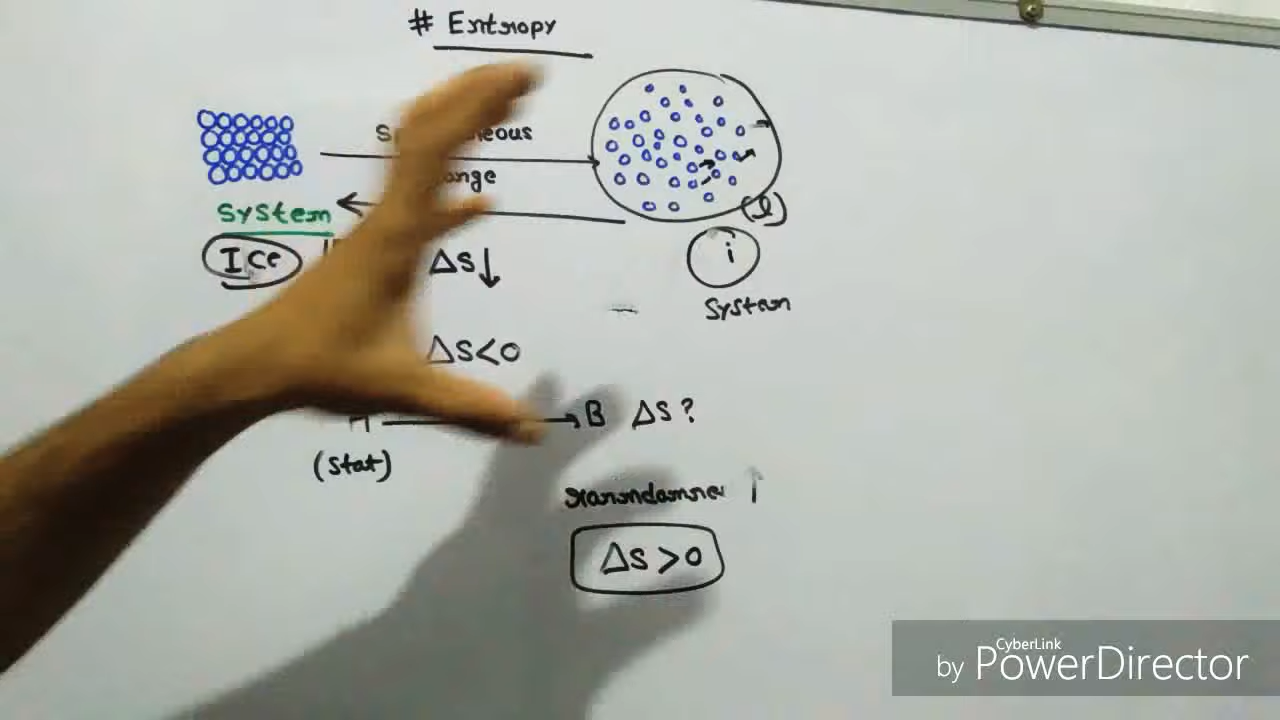 # Entropy
System
Ice
(l)
i
System
ΔS↓
ΔS<0
B ΔS?
(Stat)
↑
ΔS>0
CyberLink
by PowerDirector